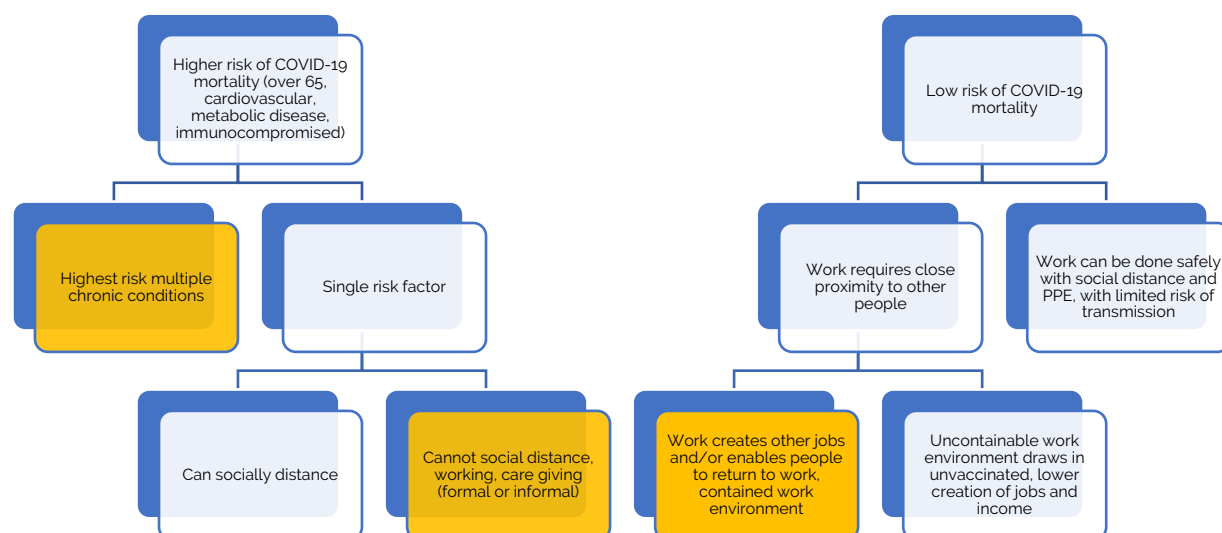 Higher risk of COVID-19
mortality (over 65,
cardiovascular,
metabolic disease,
immunocompromised)
Low risk of COVID-19
mortality
Highest risk multiple
chronic conditions
Single risk factor
Work requires close
proximity to other
people
Work can be done safely
with social distance and
PPE, with limited risk of
transmission
Can socially distance
Cannot social distance,
working, care giving
(formal or informal)
Work creates other jobs
and/or enables people
to return to work,
contained work
environment
Uncontainable work
environment draws in
unvaccinated, lower
creation of jobs and
income